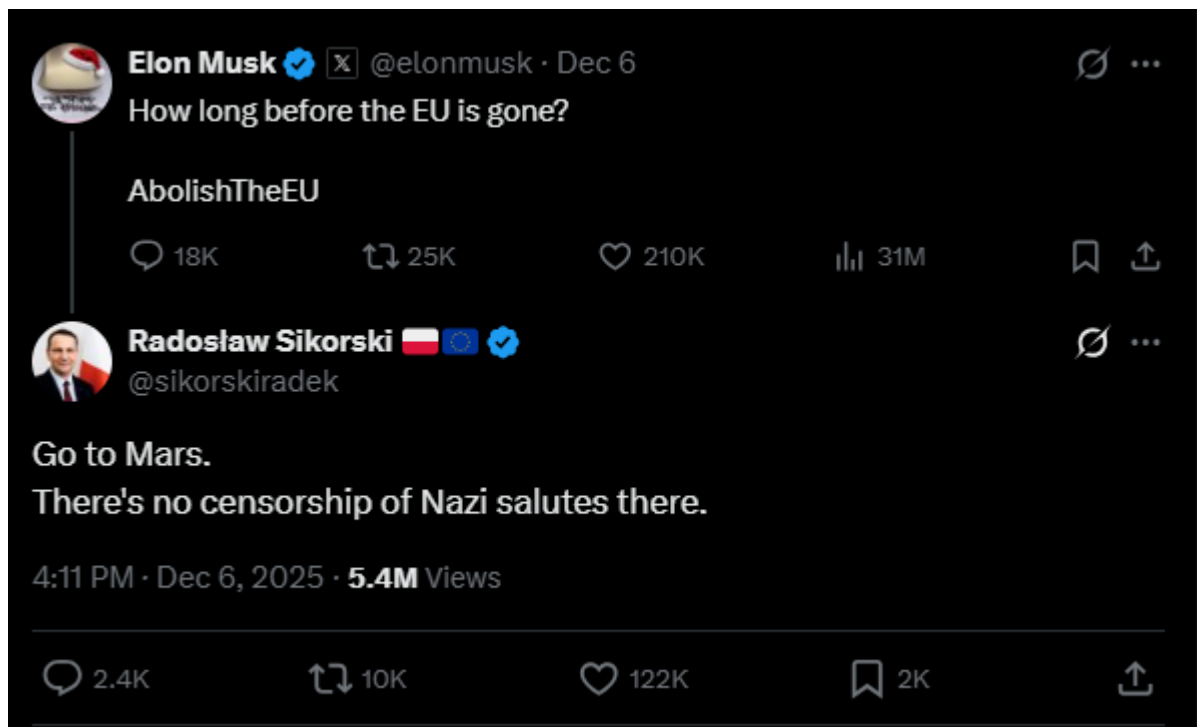 Elon Musk @elonmusk · Dec 6
How long before the EU is gone?
AbolishTheEU
18K 25K 210K 31M
Radosław Sikorski
@sikorskiradek
Go to Mars.
There's no censorship of Nazi salutes there.
4:11 PM · Dec 6, 2025 · 5.4M Views
2.4K 10K 122K 2K